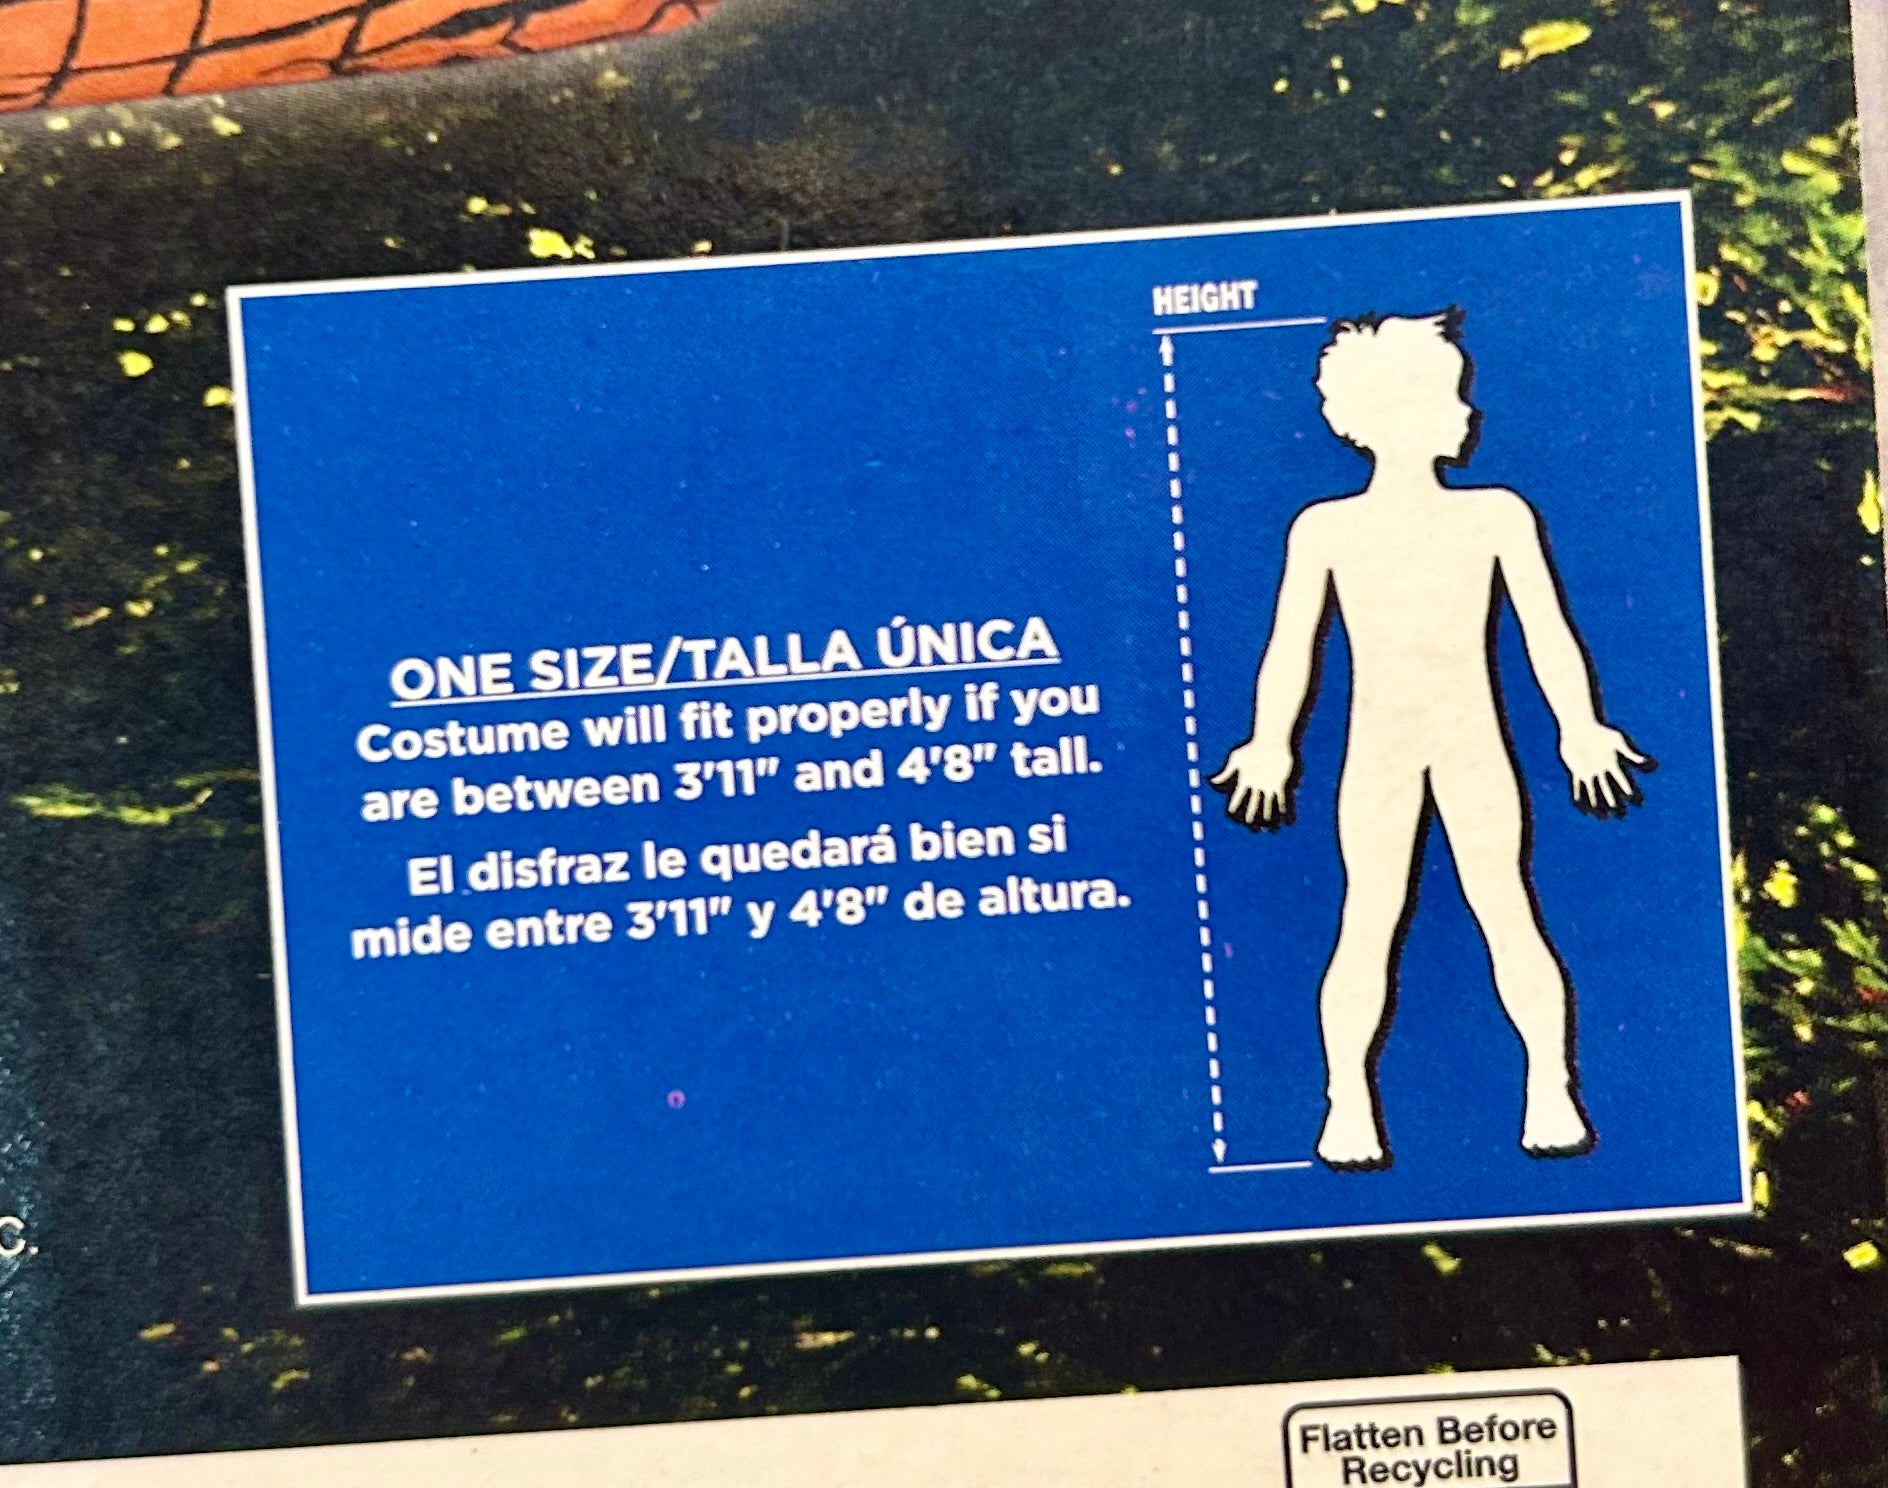 HEIGHT
ONE SIZE/TALLA ÚNICA
Costume will fit properly if you
are between 3'11" and 4'8" tall.
El disfraz le quedará bien si
mide entre 3'11" y 4'8" de altura.
C.
Flatten Before
Recycling